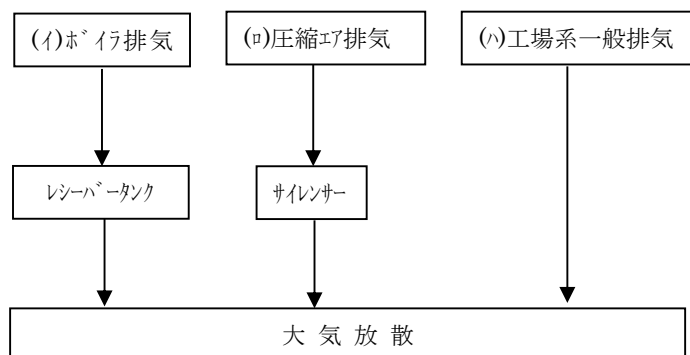 (ｲ)ﾎﾞｲﾗ排気
(ﾛ)圧縮ｴｱ排気
(ﾊ)工場系一般排気
ﾚｼｰﾊﾞｰﾀﾝｸ
ｻｲﾚﾝｻｰ
大 気 放 散